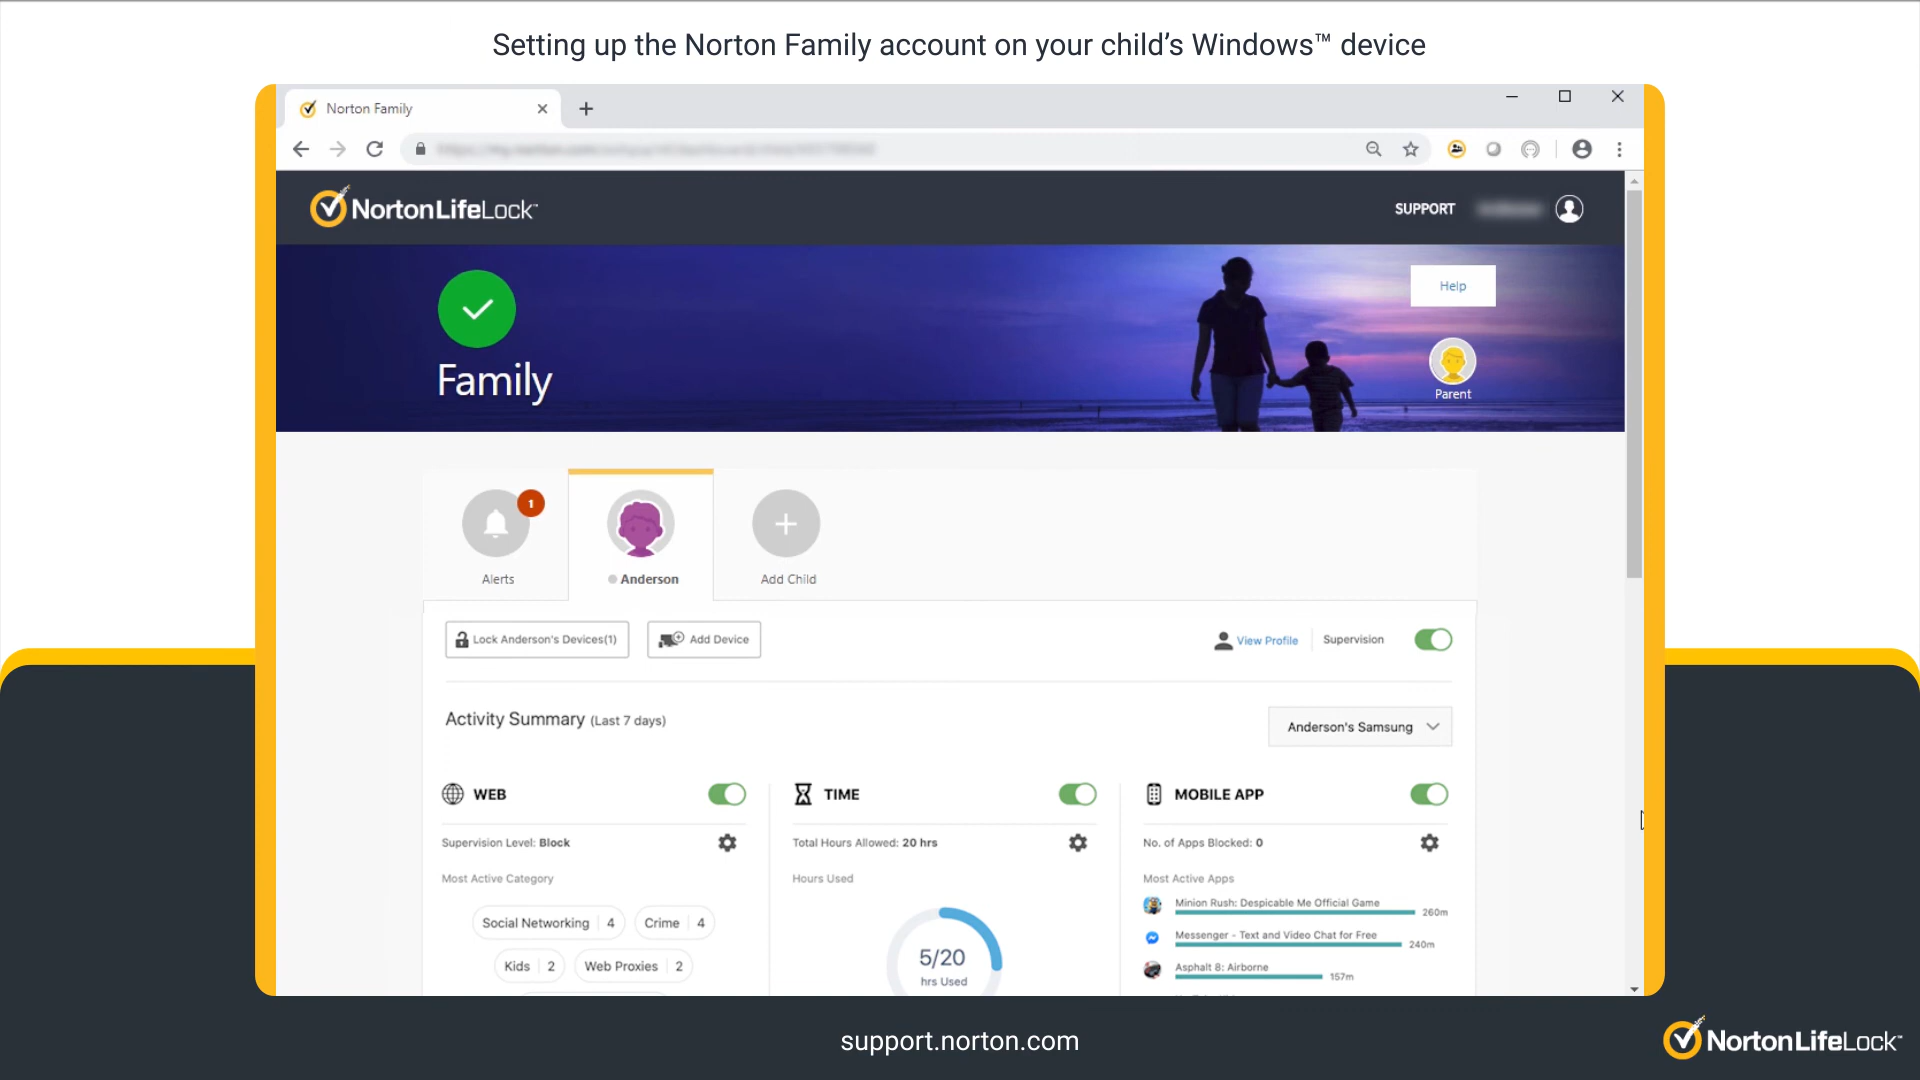 Setting up the Norton Family account on your child's Windows™ device
Norton Family
NortonLifeLock™
SUPPORT
Help
Family
Parent
1
Alerts
Anderson
Add Child
Lock Anderson's Devices(1)
Add Device
View Profile
Supervision
Activity Summary (Last 7 days)
Anderson's Samsung
WEB
Supervision Level: Block
Most Active Category
Social Networking 4
Crime 4
Kids 2
Web Proxies 2
TIME
Total Hours Allowed: 20 hrs
Hours Used
5/20
hrs Used
MOBILE APP
No. of Apps Blocked: 0
Most Active Apps
Minion Rush: Despicable Me Official Game
260m
Messenger - Text and Video Chat for Free
240m
Asphalt 8: Airborne
157m
support.norton.com
NortonLifeLock™